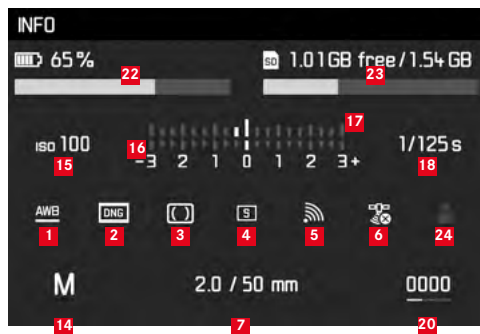 INFO
65% 1.01GB free/1.54GB
22 23
ISO 100 1/125s
17
16
15 18
-3 2 1 0 1 2 3+
AWB DNG S
1 2 3 4 5 6 24
M 2.0 / 50 mm 0000
14 7 20